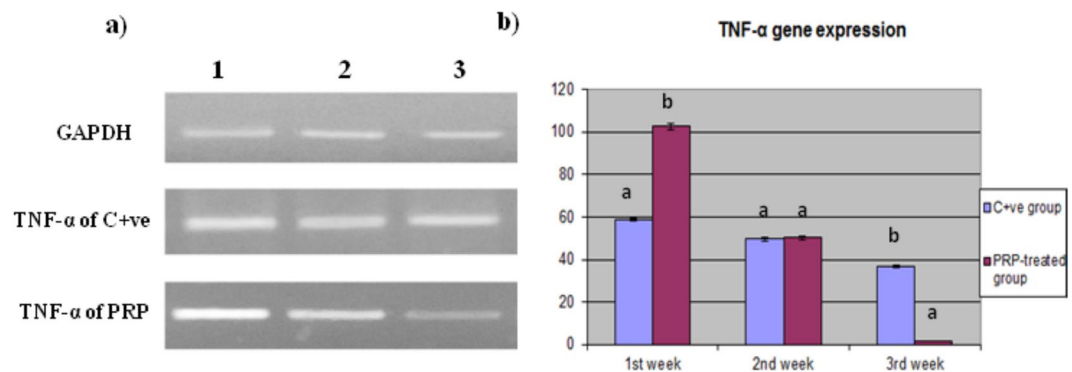 a)
1 2 3
GAPDH
TNF-α of C+ve
TNF-α of PRP
b)
TNF-α gene expression
120
100
80
60
40
20
0
a
b
a
a
b
a
1st week
2nd week
3rd week
C+ve group
PRP-treated
group